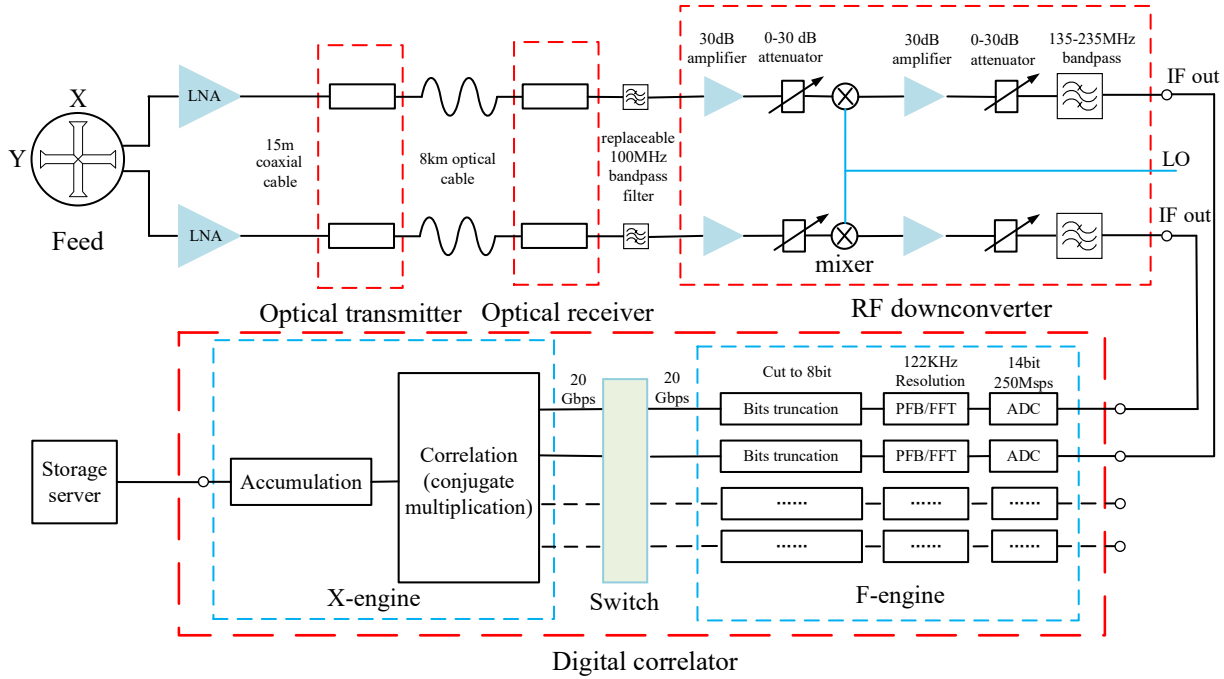 X
Y
Feed
LNA
LNA
15m
coaxial
cable
8km optical
cable
replaceable
100MHz
bandpass
filter
30dB
amplifier
0-30 dB
attenuator
30dB
amplifier
0-30dB
attenuator
135-235MHz
bandpass
IF out
LO
IF out
mixer
Optical transmitter
Optical receiver
RF downconverter
Storage
server
Accumulation
Correlation
(conjugate
multiplication)
X-engine
20
Gbps
20
Gbps
Switch
Cut to 8bit
122KHz
Resolution
14bit
250Msps
Bits truncation
PFB/FFT
ADC
Bits truncation
PFB/FFT
ADC
......
......
......
......
......
......
F-engine
Digital correlator